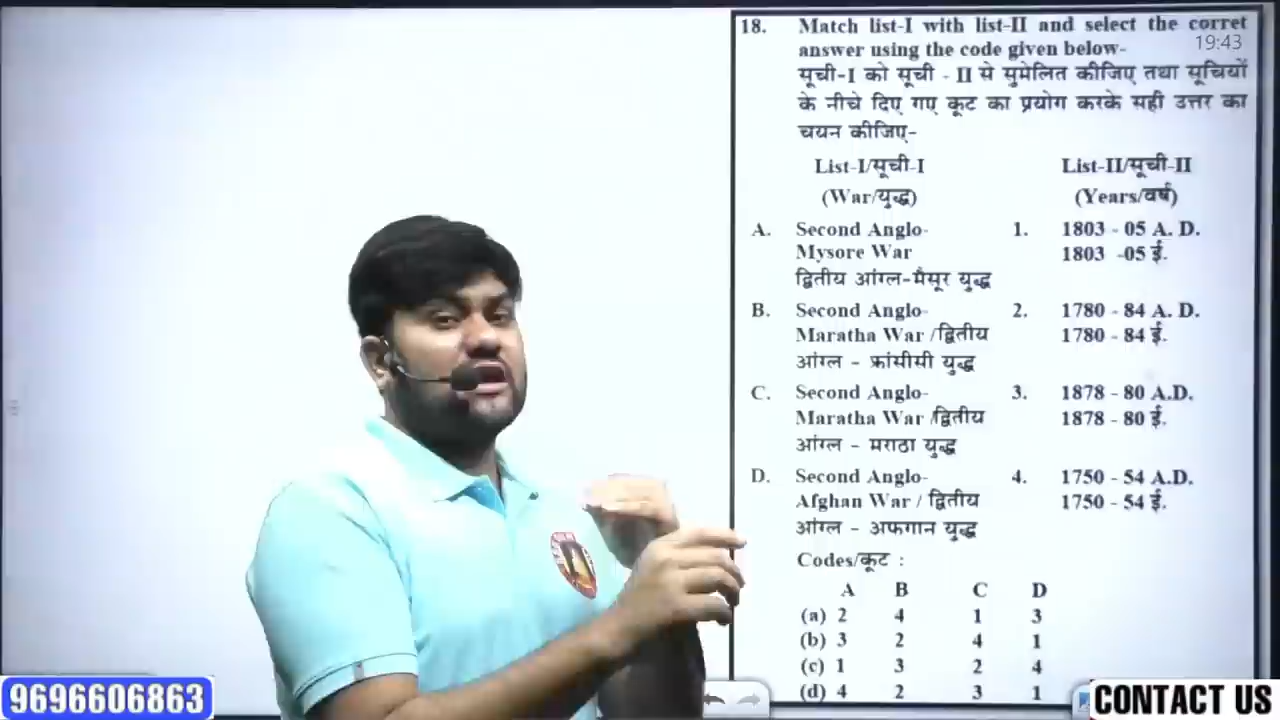 18. Match list-I with list-II and select the corret
19:43
answer using the code given below-
सूची-I को सूची - II से सुमेलित कीजिए तथा सूचियों
के नीचे दिए गए कूट का प्रयोग करके सही उत्तर का
चयन कीजिए-
List-I/सूची-I List-II/सूची-II
(War/युद्ध) (Years/वर्ष)
A. Second Anglo- 1. 1803 - 05 A. D.
Mysore War 1803 -05 ई.
द्वितीय आंग्ल-मैसूर युद्ध
B. Second Anglo- 2. 1780 - 84 A. D.
Maratha War /द्वितीय 1780 - 84 ई.
आंग्ल - फ्रांसीसी युद्ध
C. Second Anglo- 3. 1878 - 80 A.D.
Maratha War /द्वितीय 1878 - 80 ई.
आंग्ल - मराठा युद्ध
D. Second Anglo- 4. 1750 - 54 A.D.
Afghan War / द्वितीय 1750 - 54 ई.
आंग्ल - अफगान युद्ध
Codes/कूट :
A B C D
(a) 2 4 1 3
(b) 3 2 4 1
(c) 1 3 2 4
(d) 4 2 3 1
9696606863
CONTACT US